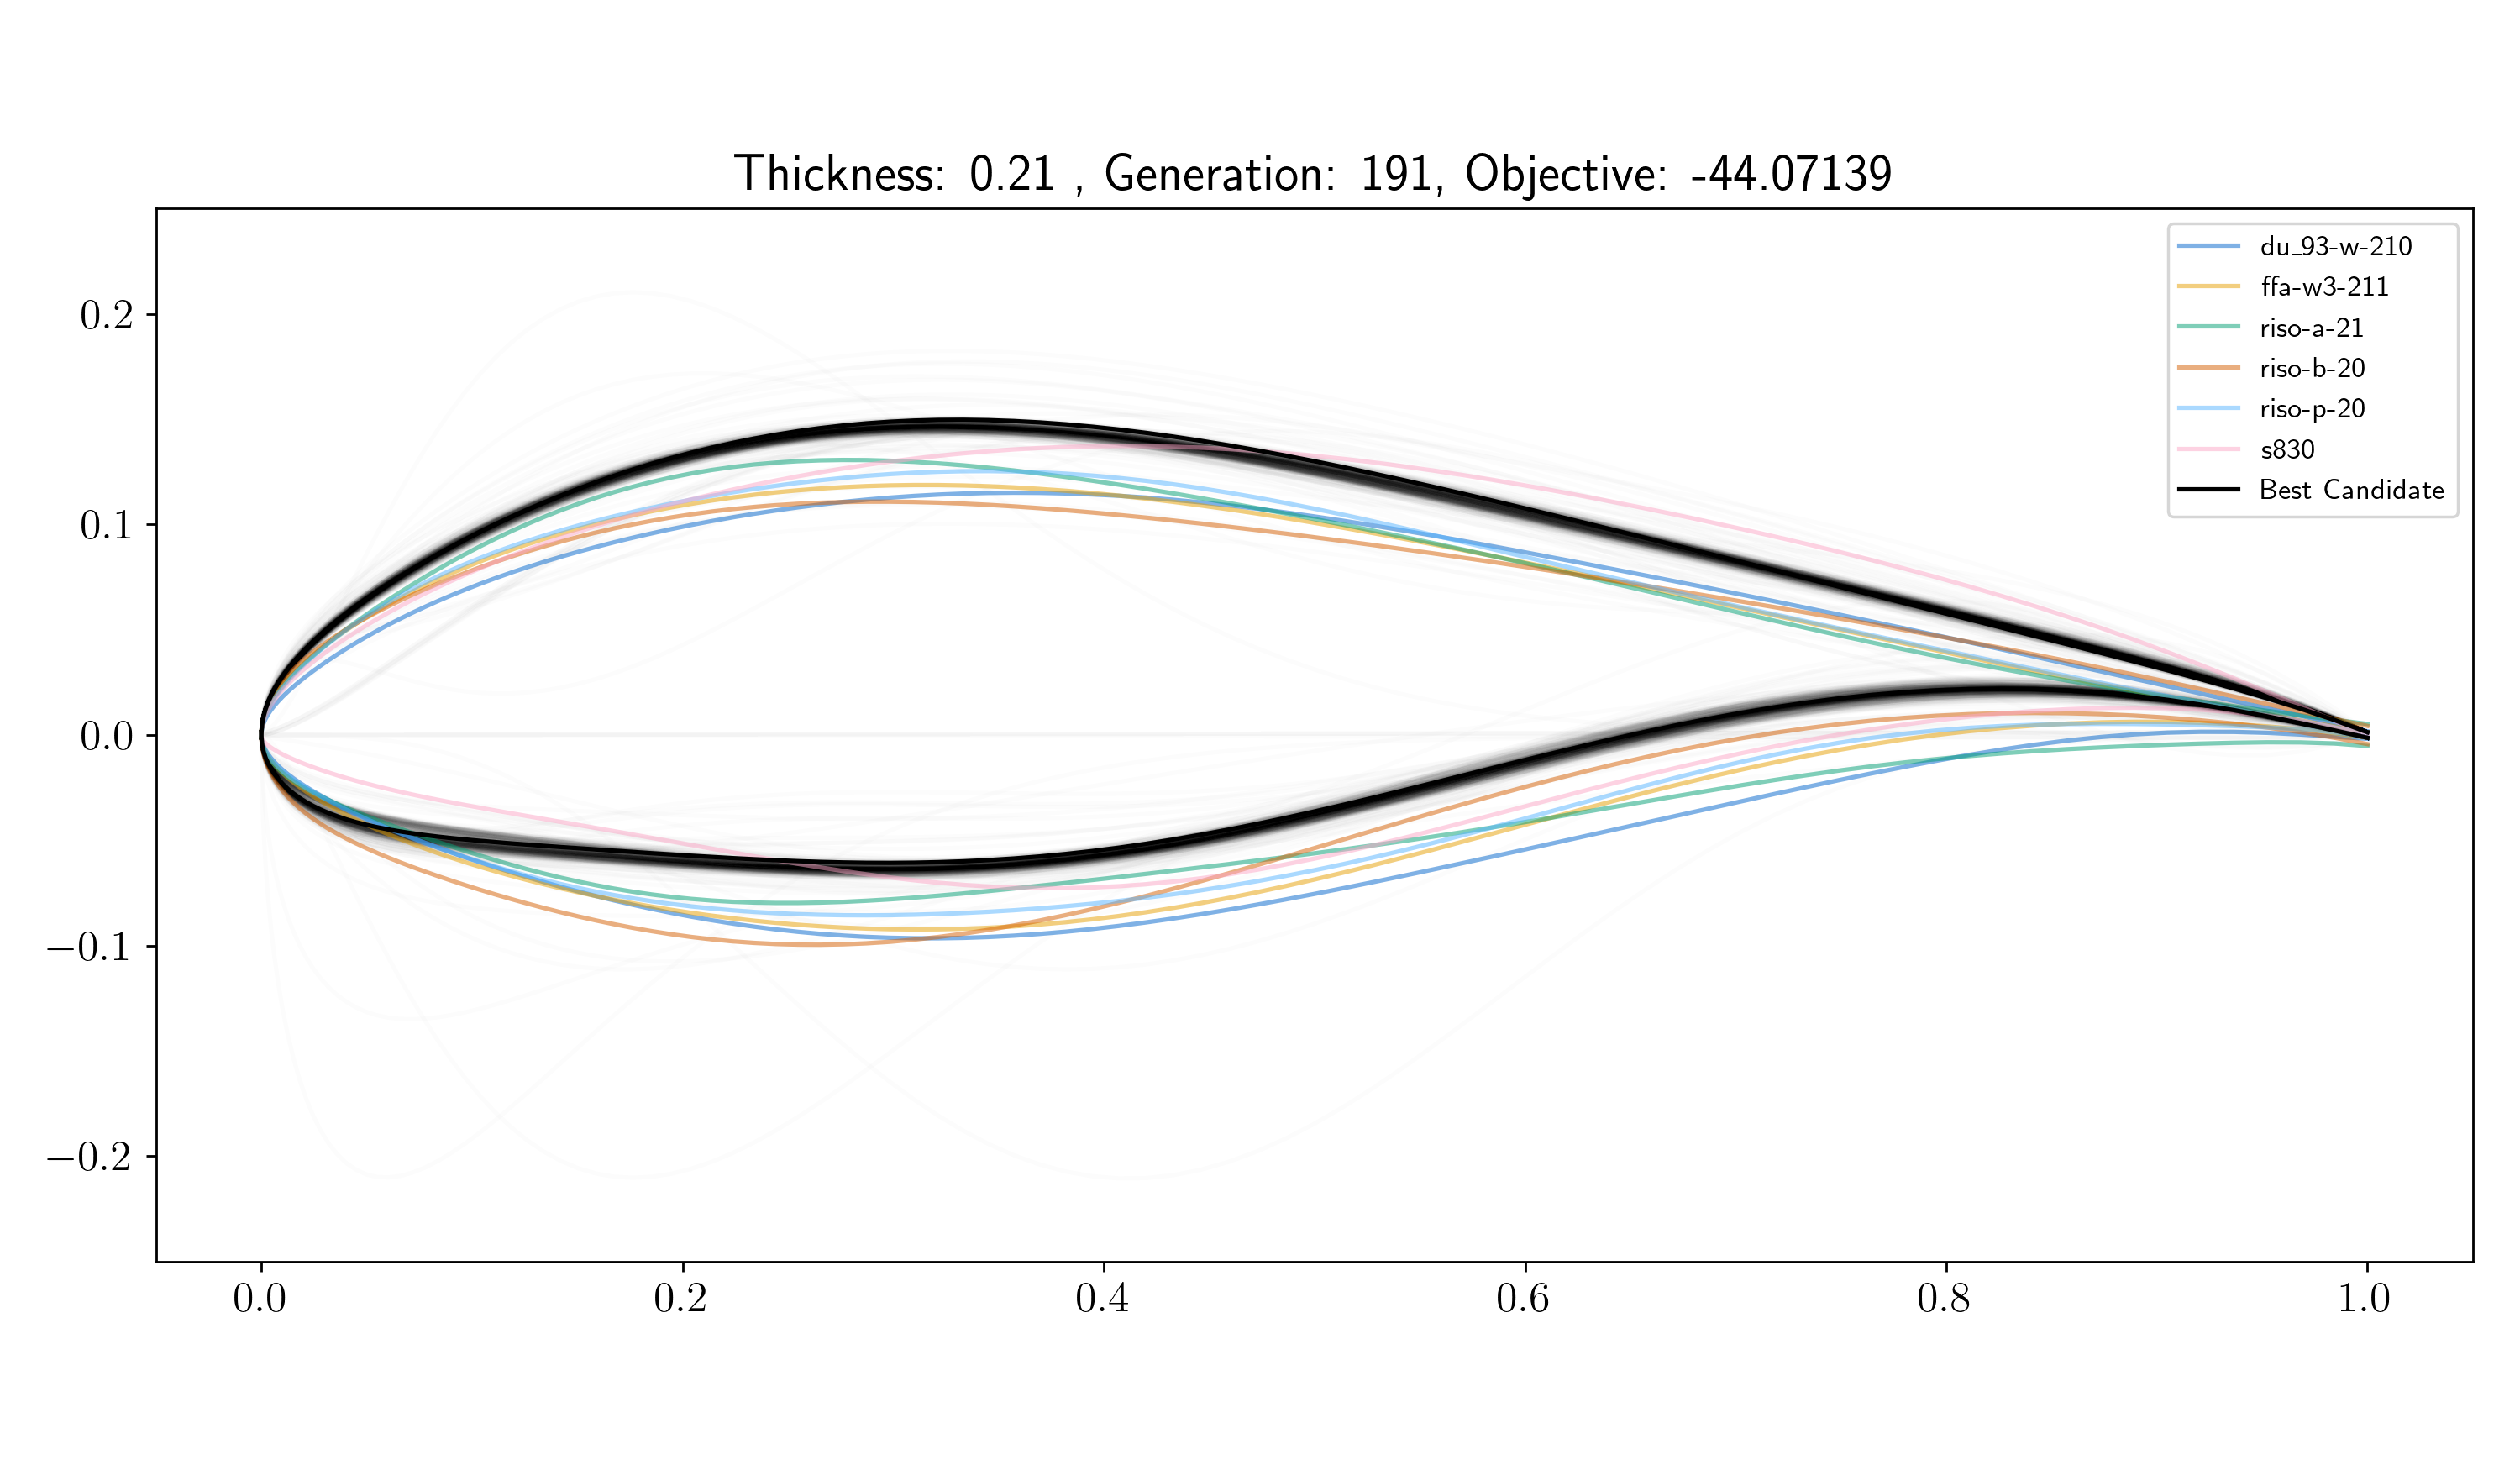 Thickness: 0.21 , Generation: 191, Objective: -44.07139
du_93-w-210
ffa-w3-211
riso-a-21
riso-b-20
riso-p-20
s830
Best Candidate
0.2
0.1
0.0
−0.1
−0.2
0.0 0.2 0.4 0.6 0.8 1.0